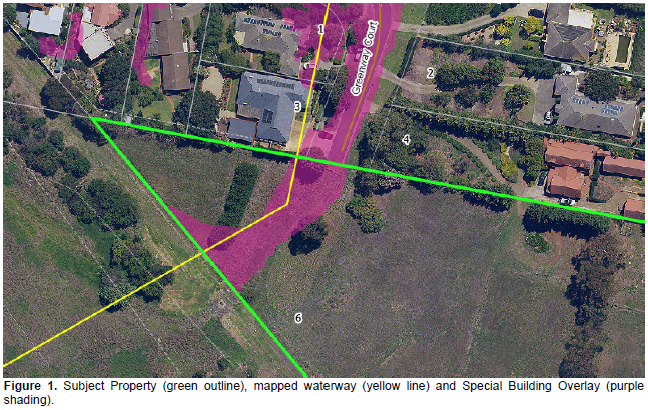 1
Greenway Court
2
3
4
6
Figure 1. Subject Property (green outline), mapped waterway (yellow line) and Special Building Overlay (purple
shading).